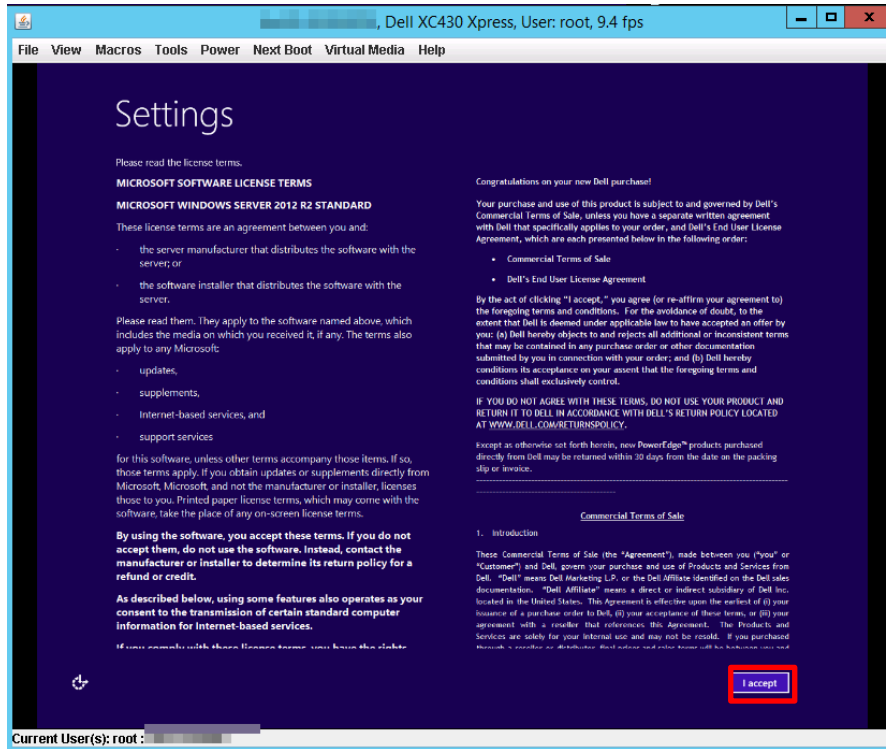 , Dell XC430 Xpress, User: root, 9.4 fps
File View Macros Tools Power Next Boot Virtual Media Help
Settings
Please read the license terms.
MICROSOFT SOFTWARE LICENSE TERMS
MICROSOFT WINDOWS SERVER 2012 R2 STANDARD
These license terms are an agreement between you and:
· the server manufacturer that distributes the software with the
server; or
· the software installer that distributes the software with the
server.
Please read them. They apply to the software named above, which
includes the media on which you received it, if any. The terms also
apply to any Microsoft:
· updates,
· supplements,
· Internet-based services, and
· support services
for this software, unless other terms accompany those items. If so,
those terms apply. If you obtain updates or supplements directly from
Microsoft, Microsoft, and not the manufacturer or installer, licenses
those to you. Printed paper license terms, which may come with the
software, take the place of any on-screen license terms.
By using the software, you accept these terms. If you do not
accept them, do not use the software. Instead, contact the
manufacturer or installer to determine its return policy for a
refund or credit.
As described below, using some features also operates as your
consent to the transmission of certain standard computer
information for Internet-based services.
If you comply with these license terms, you have the rights
Congratulations on your new Dell purchase!
Your purchase and use of this product is subject to and governed by Dell's
Commercial Terms of Sale, unless you have a separate written agreement
with Dell that specifically applies to your order, and Dell's End User License
Agreement, which are each presented below in the following order:
• Commercial Terms of Sale
• Dell's End User License Agreement
By the act of clicking "I accept," you agree (or re-affirm your agreement to)
the foregoing terms and conditions. For the avoidance of doubt, to the
extent that Dell is deemed under applicable law to have accepted an offer by
you: (a) Dell hereby objects to and rejects all additional or inconsistent terms
that may be contained in any purchase order or other documentation
submitted by you in connection with your order; and (b) Dell hereby
conditions its acceptance on your assent that the foregoing terms and
conditions shall exclusively control.
IF YOU DO NOT AGREE WITH THESE TERMS, DO NOT USE YOUR PRODUCT AND
RETURN IT TO DELL IN ACCORDANCE WITH DELL'S RETURN POLICY LOCATED
AT WWW.DELL.COM/RETURNSPOLICY.
Except as otherwise set forth herein, new PowerEdge™ products purchased
directly from Dell may be returned within 30 days from the date on the packing
slip or invoice.
Commercial Terms of Sale
1. Introduction
These Commercial Terms of Sale (the "Agreement"), made between you ("you" or
"Customer") and Dell, govern your purchase and use of Products and Services from
Dell. "Dell" means Dell Marketing L.P. or the Dell Affiliate identified on the Dell sales
documentation. "Dell Affiliate" means a direct or indirect subsidiary of Dell Inc.
located in the United States. This Agreement is effective upon the earliest of (i) your
issuance of a purchase order to Dell, (ii) your acceptance of these terms, or (iii) your
agreement with a reseller that references this Agreement. The Products and
Services are solely for your internal use and may not be resold. If you purchased
through a reseller or distributor, final prices and sales terms will be between you and
I accept
Current User(s): root :